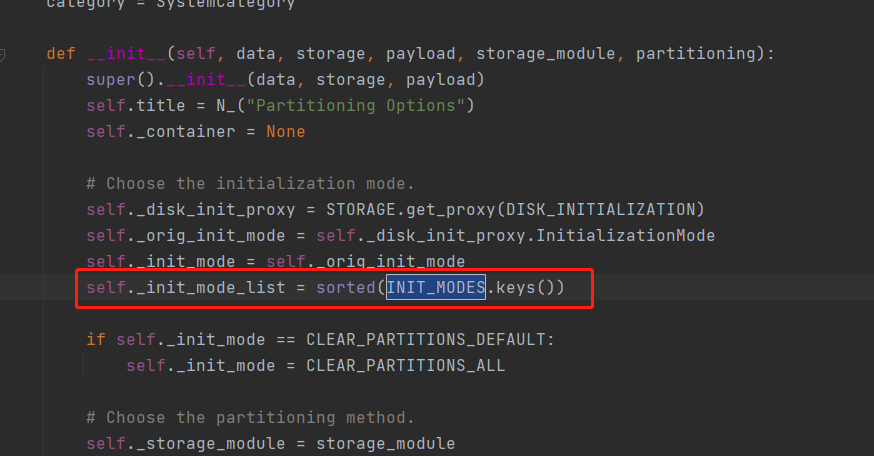 category = SystemCategory
def __init__(self, data, storage, payload, storage_module, partitioning):
super().__init__(data, storage, payload)
self.title = N_("Partitioning Options")
self._container = None
# Choose the initialization mode.
self._disk_init_proxy = STORAGE.get_proxy(DISK_INITIALIZATION)
self._orig_init_mode = self._disk_init_proxy.InitializationMode
self._init_mode = self._orig_init_mode
self._init_mode_list = sorted(INIT_MODES.keys())
if self._init_mode == CLEAR_PARTITIONS_DEFAULT:
self._init_mode = CLEAR_PARTITIONS_ALL
# Choose the partitioning method.
self._storage_module = storage_module